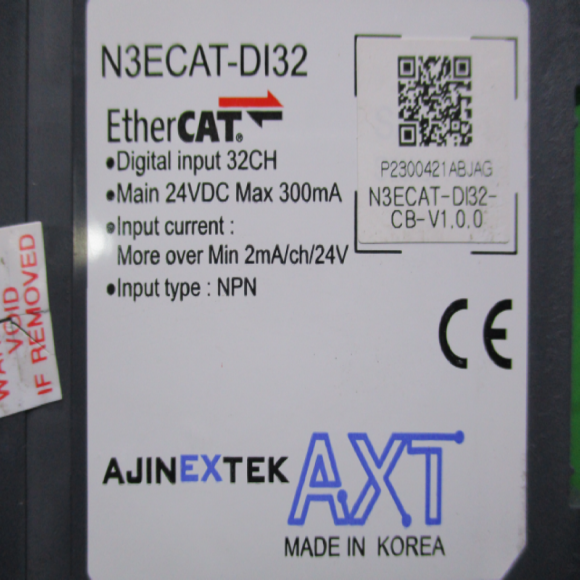 N3ECAT-DI32
EtherCAT®
•Digital input 32CH
•Main 24VDC Max 300mA
•Input current :
More over Min 2mA/ch/24V
•Input type : NPN
P2300421ABJAG
N3ECAT-DI32-
CB-V1.0.0
CE
VOID
IF REMOVED
AJINEXTEK AXT
MADE IN KOREA